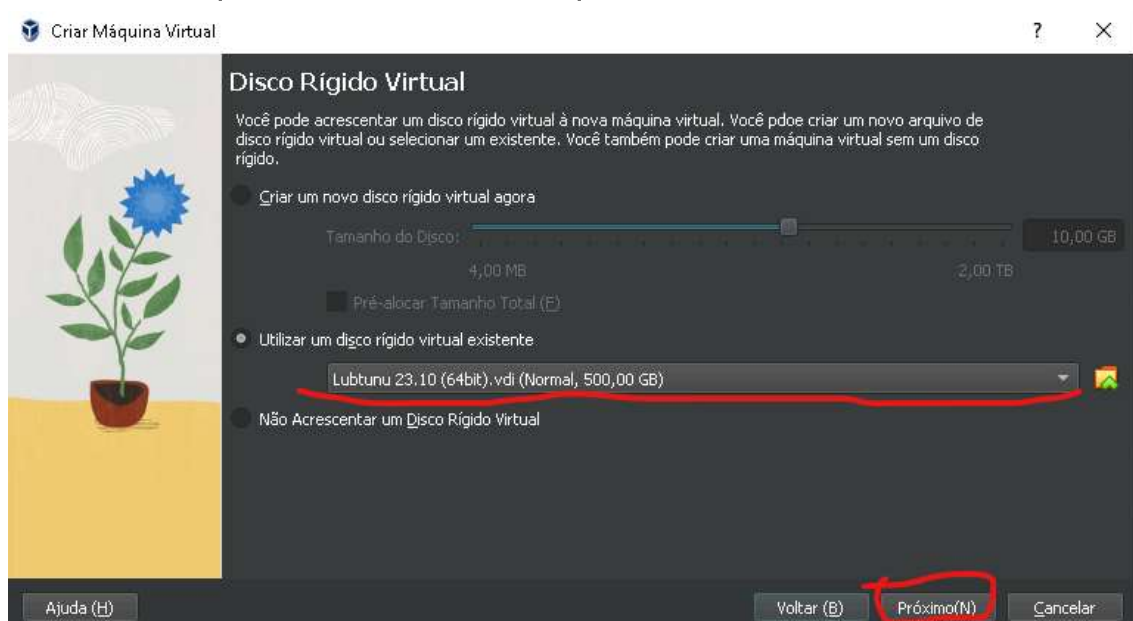 Criar Máquina Virtual
Disco Rígido Virtual
Você pode acrescentar um disco rígido virtual à nova máquina virtual. Você pdoe criar um novo arquivo de
disco rígido virtual ou selecionar um existente. Você também pode criar uma máquina virtual sem um disco
rígido.
Criar um novo disco rígido virtual agora
Tamanho do Disco: 10,00 GB
4,00 MB 2,00 TB
Pré-alocar Tamanho Total (F)
Utilizar um disco rígido virtual existente
Lubtunu 23.10 (64bit).vdi (Normal, 500,00 GB)
Não Acrescentar um Disco Rígido Virtual
Ajuda (H) Voltar (B) Próximo(N) Cancelar